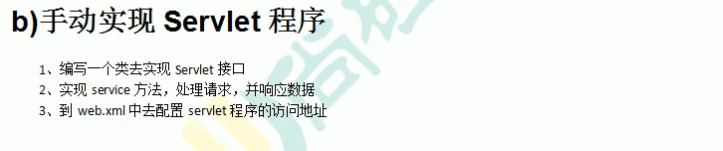 b)手动实现 Servlet 程序
1、编写一个类去实现 Servlet 接口
2、实现 service 方法，处理请求，并响应数据
3、到 web.xml 中去配置 servlet 程序的访问地址